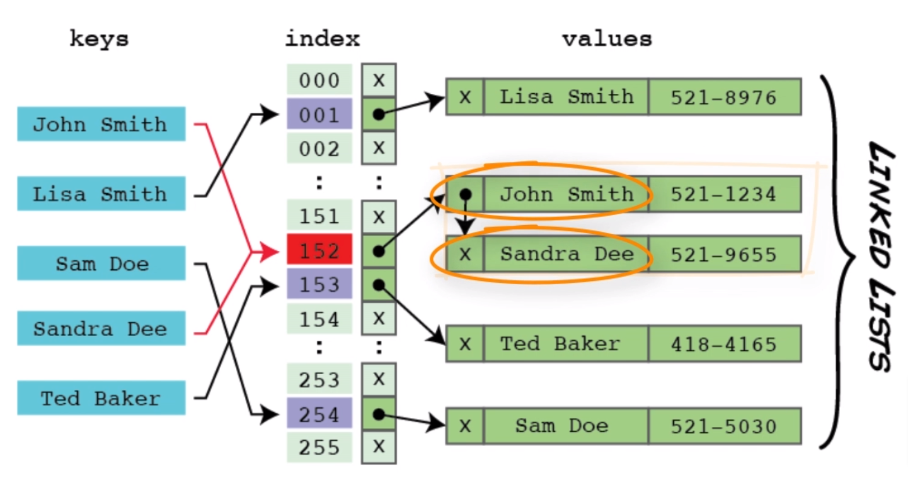 keys index values
000 x
001 x Lisa Smith 521-8976
002 x
John Smith
Lisa Smith
Sam Doe
Sandra Dee
Ted Baker
:  :
151 x
152 John Smith 521-1234
153 x Sandra Dee 521-9655
154 x
:  :
x Ted Baker 418-4165
253 x
254 x Sam Doe 521-5030
255 x
LINKED LISTS